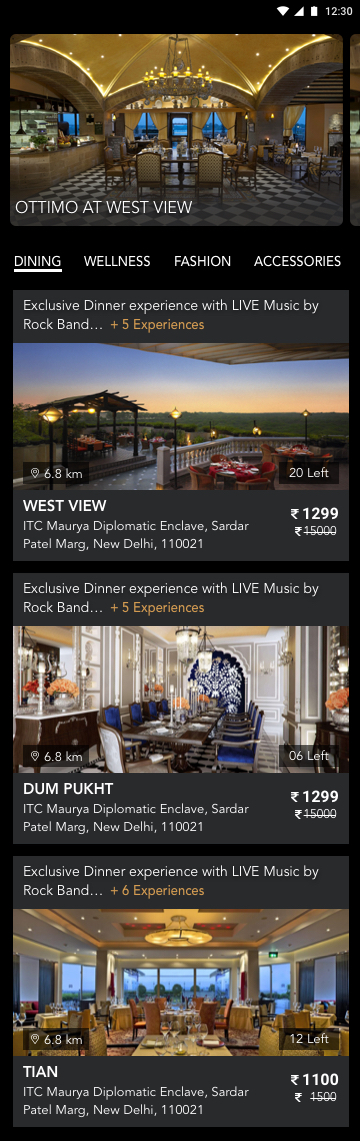 12:30
OTTIMO AT WEST VIEW
DINING WELLNESS FASHION ACCESSORIES
Exclusive Dinner experience with LIVE Music by
Rock Band... + 5 Experiences
6.8 km 20 Left
WEST VIEW
₹ 1299
ITC Maurya Diplomatic Enclave, Sardar
₹ 15000
Patel Marg, New Delhi, 110021
Exclusive Dinner experience with LIVE Music by
Rock Band... + 5 Experiences
6.8 km 06 Left
DUM PUKHT
₹ 1299
ITC Maurya Diplomatic Enclave, Sardar
₹ 15000
Patel Marg, New Delhi, 110021
Exclusive Dinner experience with LIVE Music by
Rock Band... + 6 Experiences
6.8 km 12 Left
TIAN
₹ 1100
ITC Maurya Diplomatic Enclave, Sardar
₹ 1500
Patel Marg, New Delhi, 110021